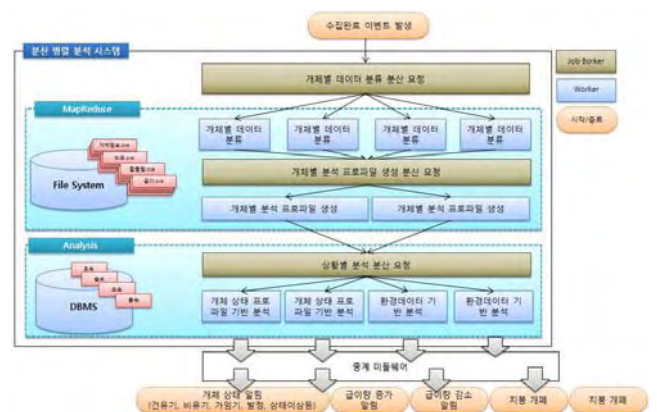 수집완료 이벤트 발생
분산 병렬 분석 시스템
Job Borker
개체별 데이터 분류 분산 요청
Worker
MapReduce
시작/종료
개체별 데이터
분류
개체별 데이터
분류
개체별 데이터
분류
개체별 데이터
분류
File System
개체별 분석 프로파일 생성 분산 요청
개체별 분석 프로파일 생성
개체별 분석 프로파일 생성
Analysis
상황별 분석 분산 요청
DBMS
개체 상태 프로
파일 기반 분석
개체 상태 프로
파일 기반 분석
환경데이터 기
반 분석
환경데이터 기
반 분석
중계 미들웨어
개체 상태 알림
(건유기, 비유기, 가임기, 발정, 상태이상등)
급이량 증가
알림
급이량 감소
알림
지붕 개폐
지붕 개폐